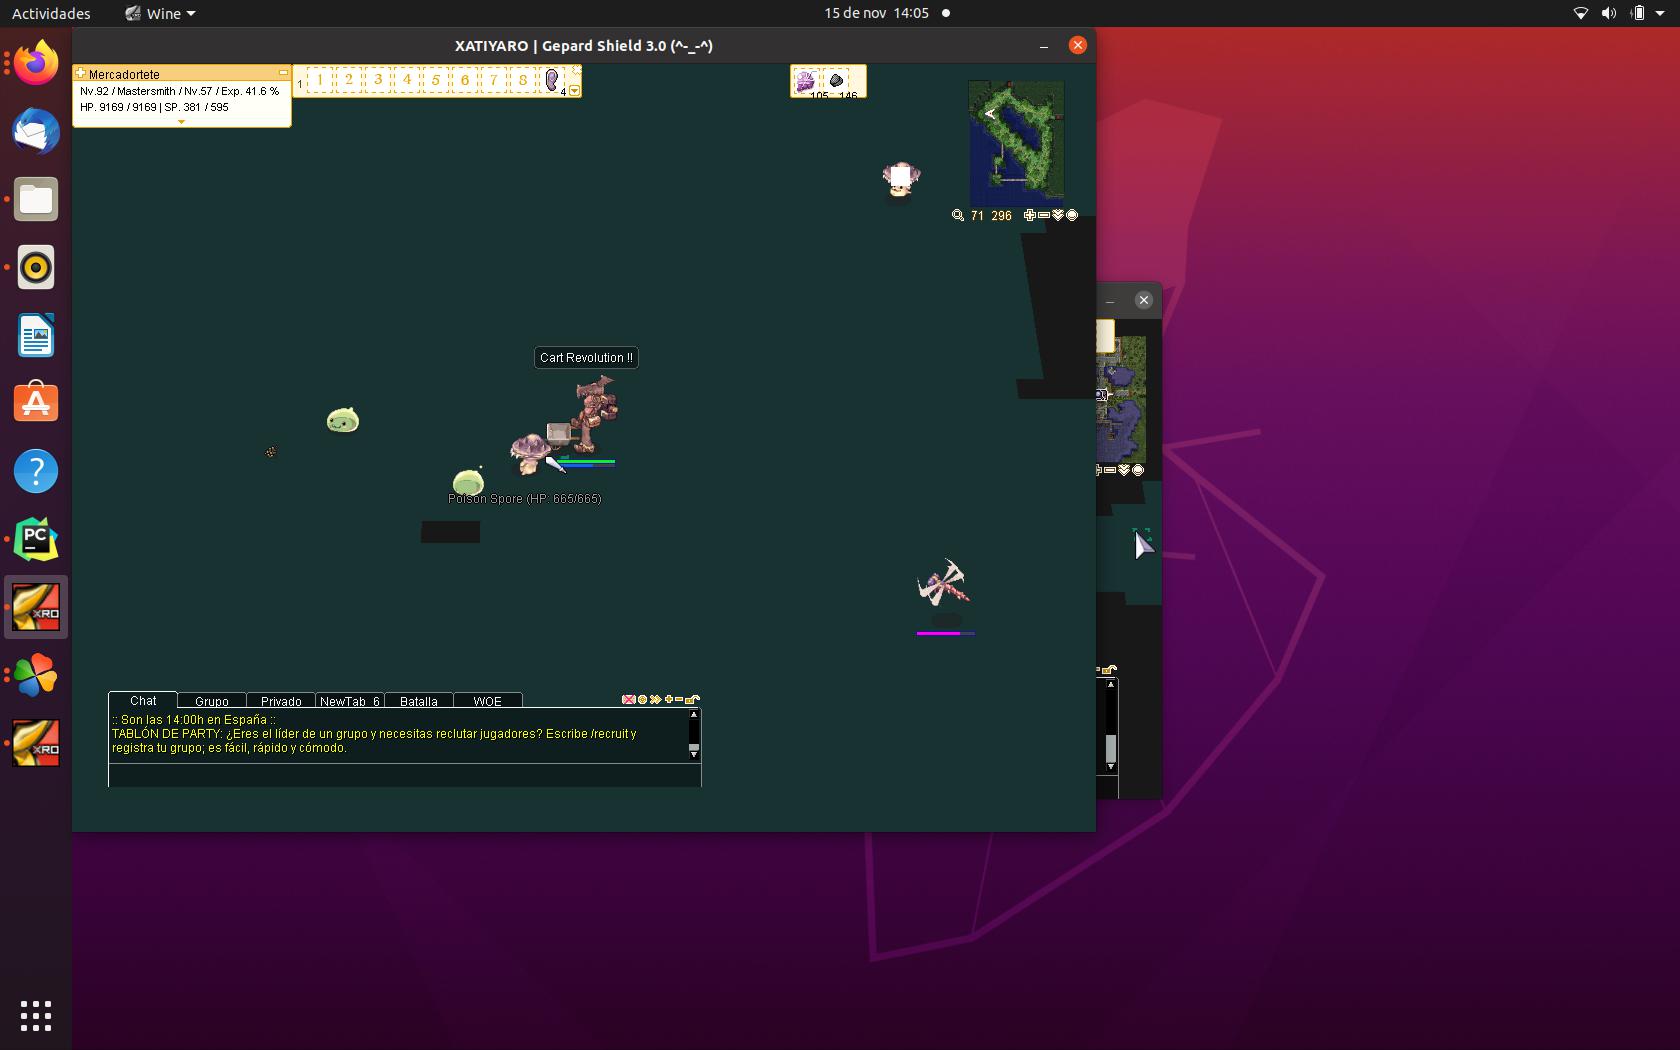 Actividades
Wine
15 de nov 14:05
XATIYARO | Gepard Shield 3.0 (^-_-^)
Mercadortete
Nv.92 / Mastersmith / Nv.57 / Exp. 41.6 %
HP. 9169 / 9169 | SP. 381 / 595
1 1 2 3 4 5 6 7 8 4
105 146
71 296
Cart Revolution !!
Poison Spore (HP: 665/665)
Chat Grupo Privado NewTab_6 Batalla WOE
:: Son las 14:00h en España ::
TABLÓN DE PARTY: ¿Eres el líder de un grupo y necesitas reclutar jugadores? Escribe /recruit y
registra tu grupo; es fácil, rápido y cómodo.
PC
XRO
XRO